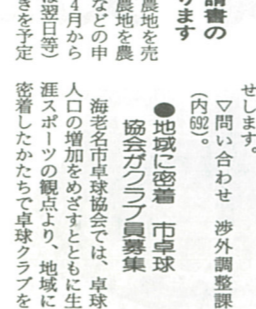 せします。
▽問い合わせ　渉外調整課
（内692）。
●地域に密着　市卓球
協会がクラブ員募集
海老名市卓球協会では、卓球
人口の増加をめざすとともに生
涯スポーツの観点より、地域に
密着したかたちで卓球クラブを
請書の
ります
農地を売
農地を農
などの申
4月から
は翌日等）
きを予定